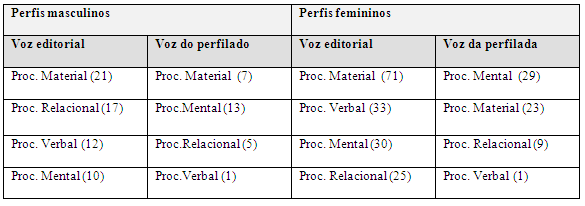 Perfis masculinos Perfis femininos
Voz editorial Voz do perfilado Voz editorial Voz da perfilada
Proc. Material (21) Proc. Material (7) Proc. Material (71) Proc. Mental (29)
Proc. Relacional (17) Proc.Mental (13) Proc. Verbal (33) Proc. Material (23)
Proc. Verbal (12) Proc.Relacional (5) Proc. Mental (30) Proc. Relacional (9)
Proc. Mental (10) Proc.Verbal (1) Proc. Relacional (25) Proc. Verbal (1)